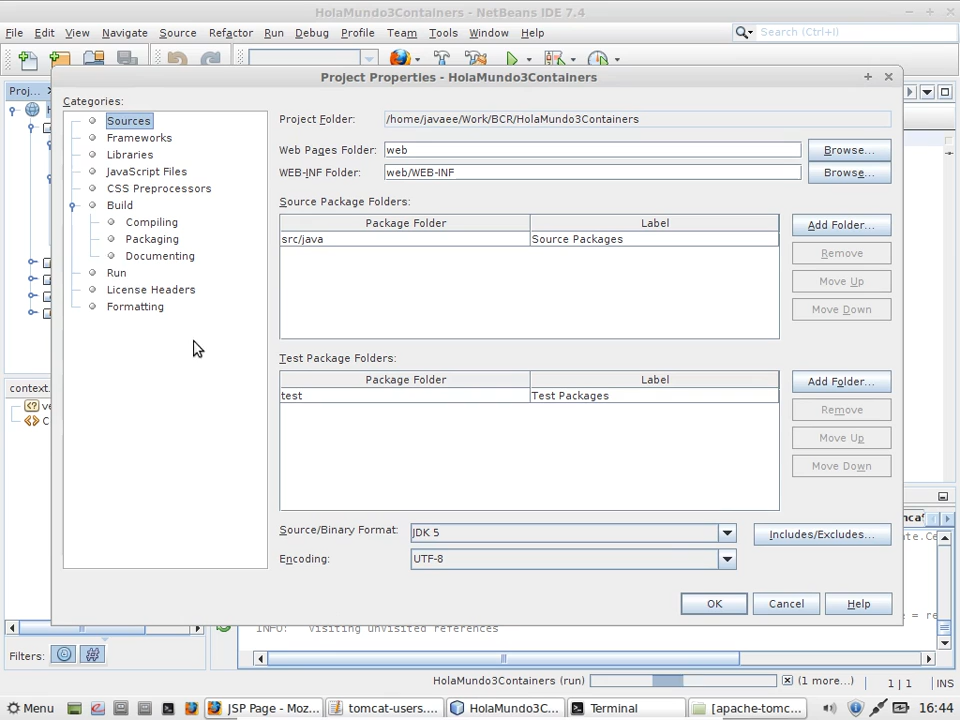 HolaMundo3Containers - NetBeans IDE 7.4
File Edit View Navigate Source Refactor Run Debug Profile Team Tools Window Help
Search (Ctrl+I)
Proj...
Project Properties - HolaMundo3Containers
Categories:
Sources
Frameworks
Libraries
JavaScript Files
CSS Preprocessors
Build
Compiling
Packaging
Documenting
Run
License Headers
Formatting
Project Folder: /home/javaee/Work/BCR/HolaMundo3Containers
Web Pages Folder: web Browse...
WEB-INF Folder: web/WEB-INF Browse...
Source Package Folders:
Package Folder Label
src/java Source Packages
Add Folder...
Remove
Move Up
Move Down
Test Package Folders:
Package Folder Label
test Test Packages
Add Folder...
Remove
Move Up
Move Down
Source/Binary Format: JDK 5 Includes/Excludes...
Encoding: UTF-8
OK Cancel Help
context.
ve
C
ate.Ce
= re
INFO: visiting unvisited references
Filters:
HolaMundo3Containers (run) (1 more...) 1 | 1 INS
Menu JSP Page - Moz... tomcat-users.... HolaMundo3C... Terminal [apache-tomc... 16:44